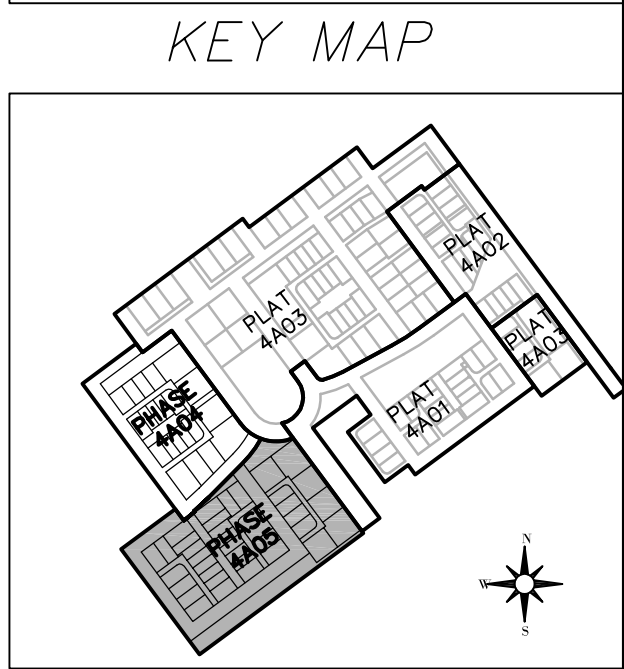 KEY MAP
PLAT
4A02
PLAT
4A03
PLAT
4A03
PLAT
4A01
PHASE
4A04
PHASE
4A05
N
W
S